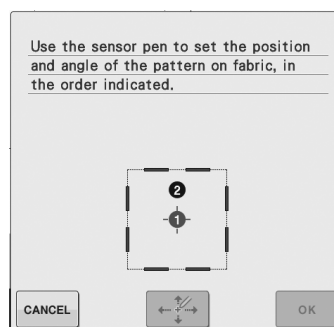 Use the sensor pen to set the position
and angle of the pattern on fabric, in
the order indicated.
2
1
CANCEL
OK